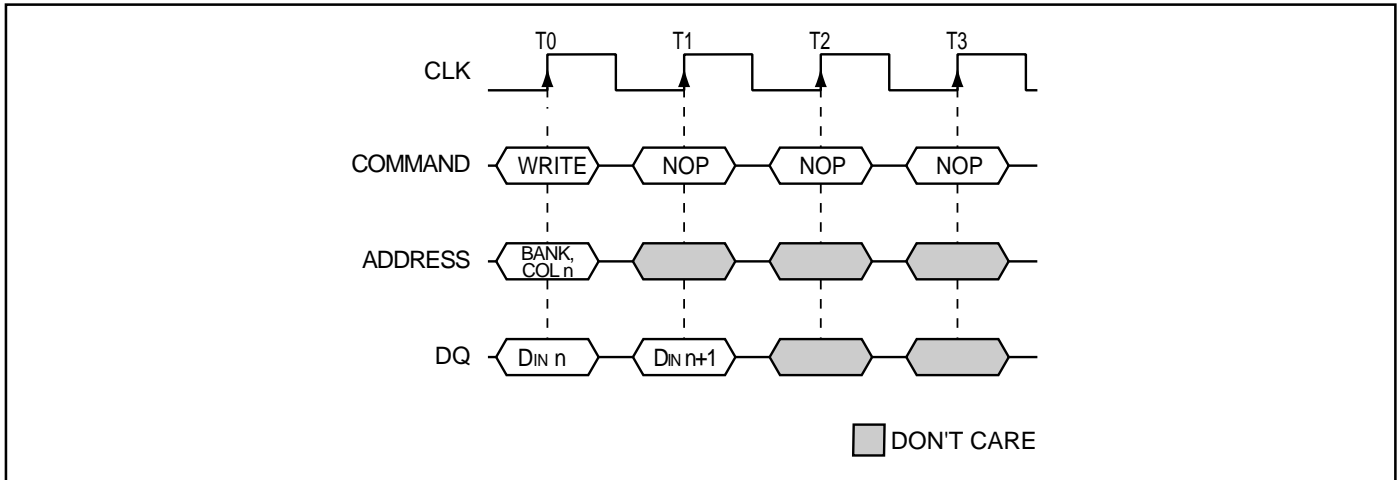 T0 T1 T2 T3
CLK
COMMAND WRITE NOP NOP NOP
ADDRESS BANK,
COL n
DQ DIN n DIN n+1
DON'T CARE